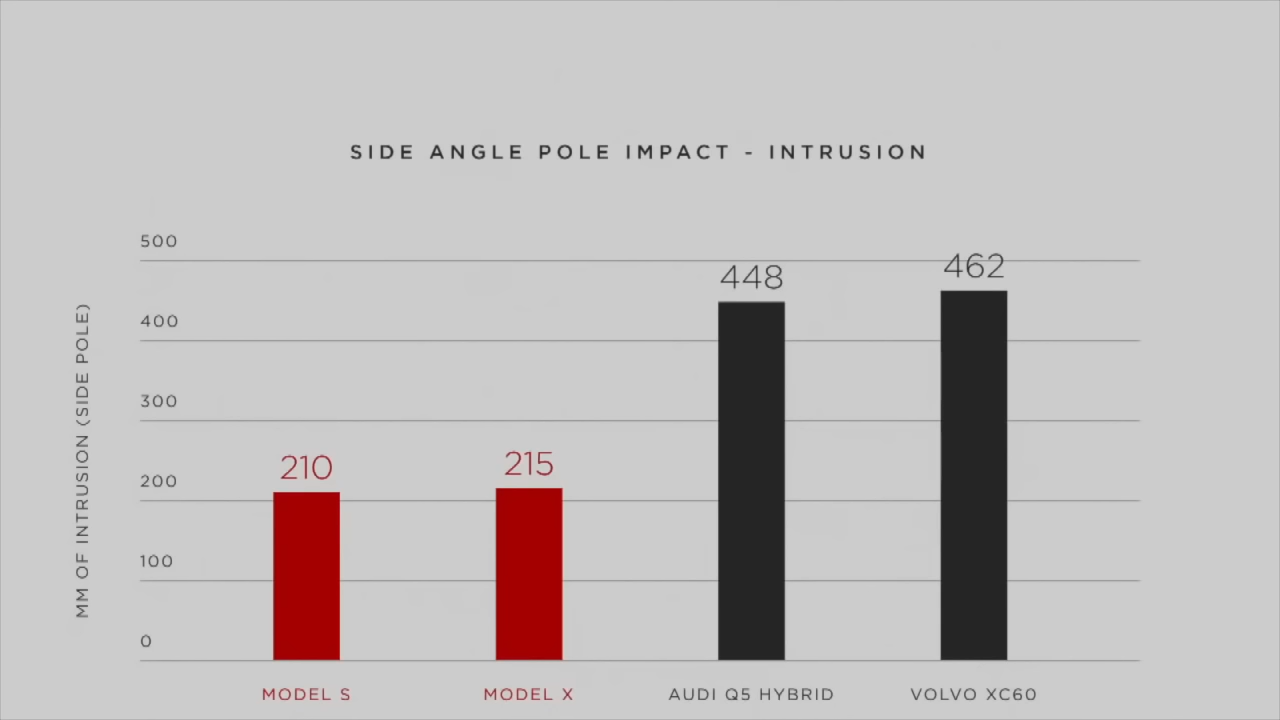 SIDE ANGLE POLE IMPACT - INTRUSION
MM OF INTRUSION (SIDE POLE)
500
400
300
200
100
0
210
215
448
462
MODEL S
MODEL X
AUDI Q5 HYBRID
VOLVO XC60